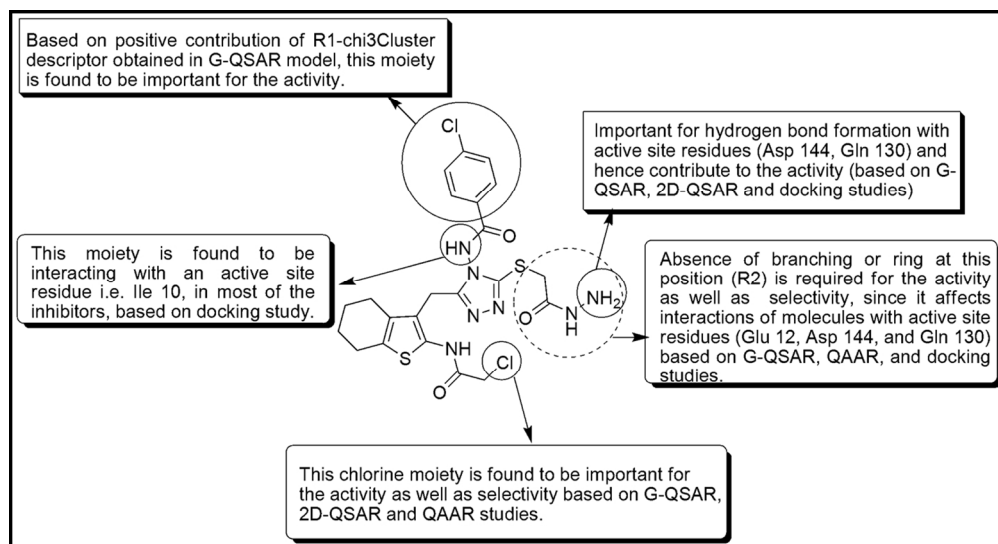 Based on positive contribution of R1-chi3Cluster
descriptor obtained in G-QSAR model, this moiety
is found to be important for the activity.
Cl
Important for hydrogen bond formation with
active site residues (Asp 144, Gln 130) and
hence contribute to the activity (based on G-
QSAR, 2D-QSAR and docking studies)
This moiety is found to be
interacting with an active site
residue i.e. Ile 10, in most of the
inhibitors, based on docking study.
HN
O
N
S
N
N
O
N
H
NH2
Absence of branching or ring at this
position (R2) is required for the activity
as well as selectivity, since it affects
interactions of molecules with active site
residues (Glu 12, Asp 144, and Gln 130)
based on G-QSAR, QAAR, and docking
studies.
S
NH
O
Cl
This chlorine moiety is found to be important for
the activity as well as selectivity based on G-QSAR,
2D-QSAR and QAAR studies.